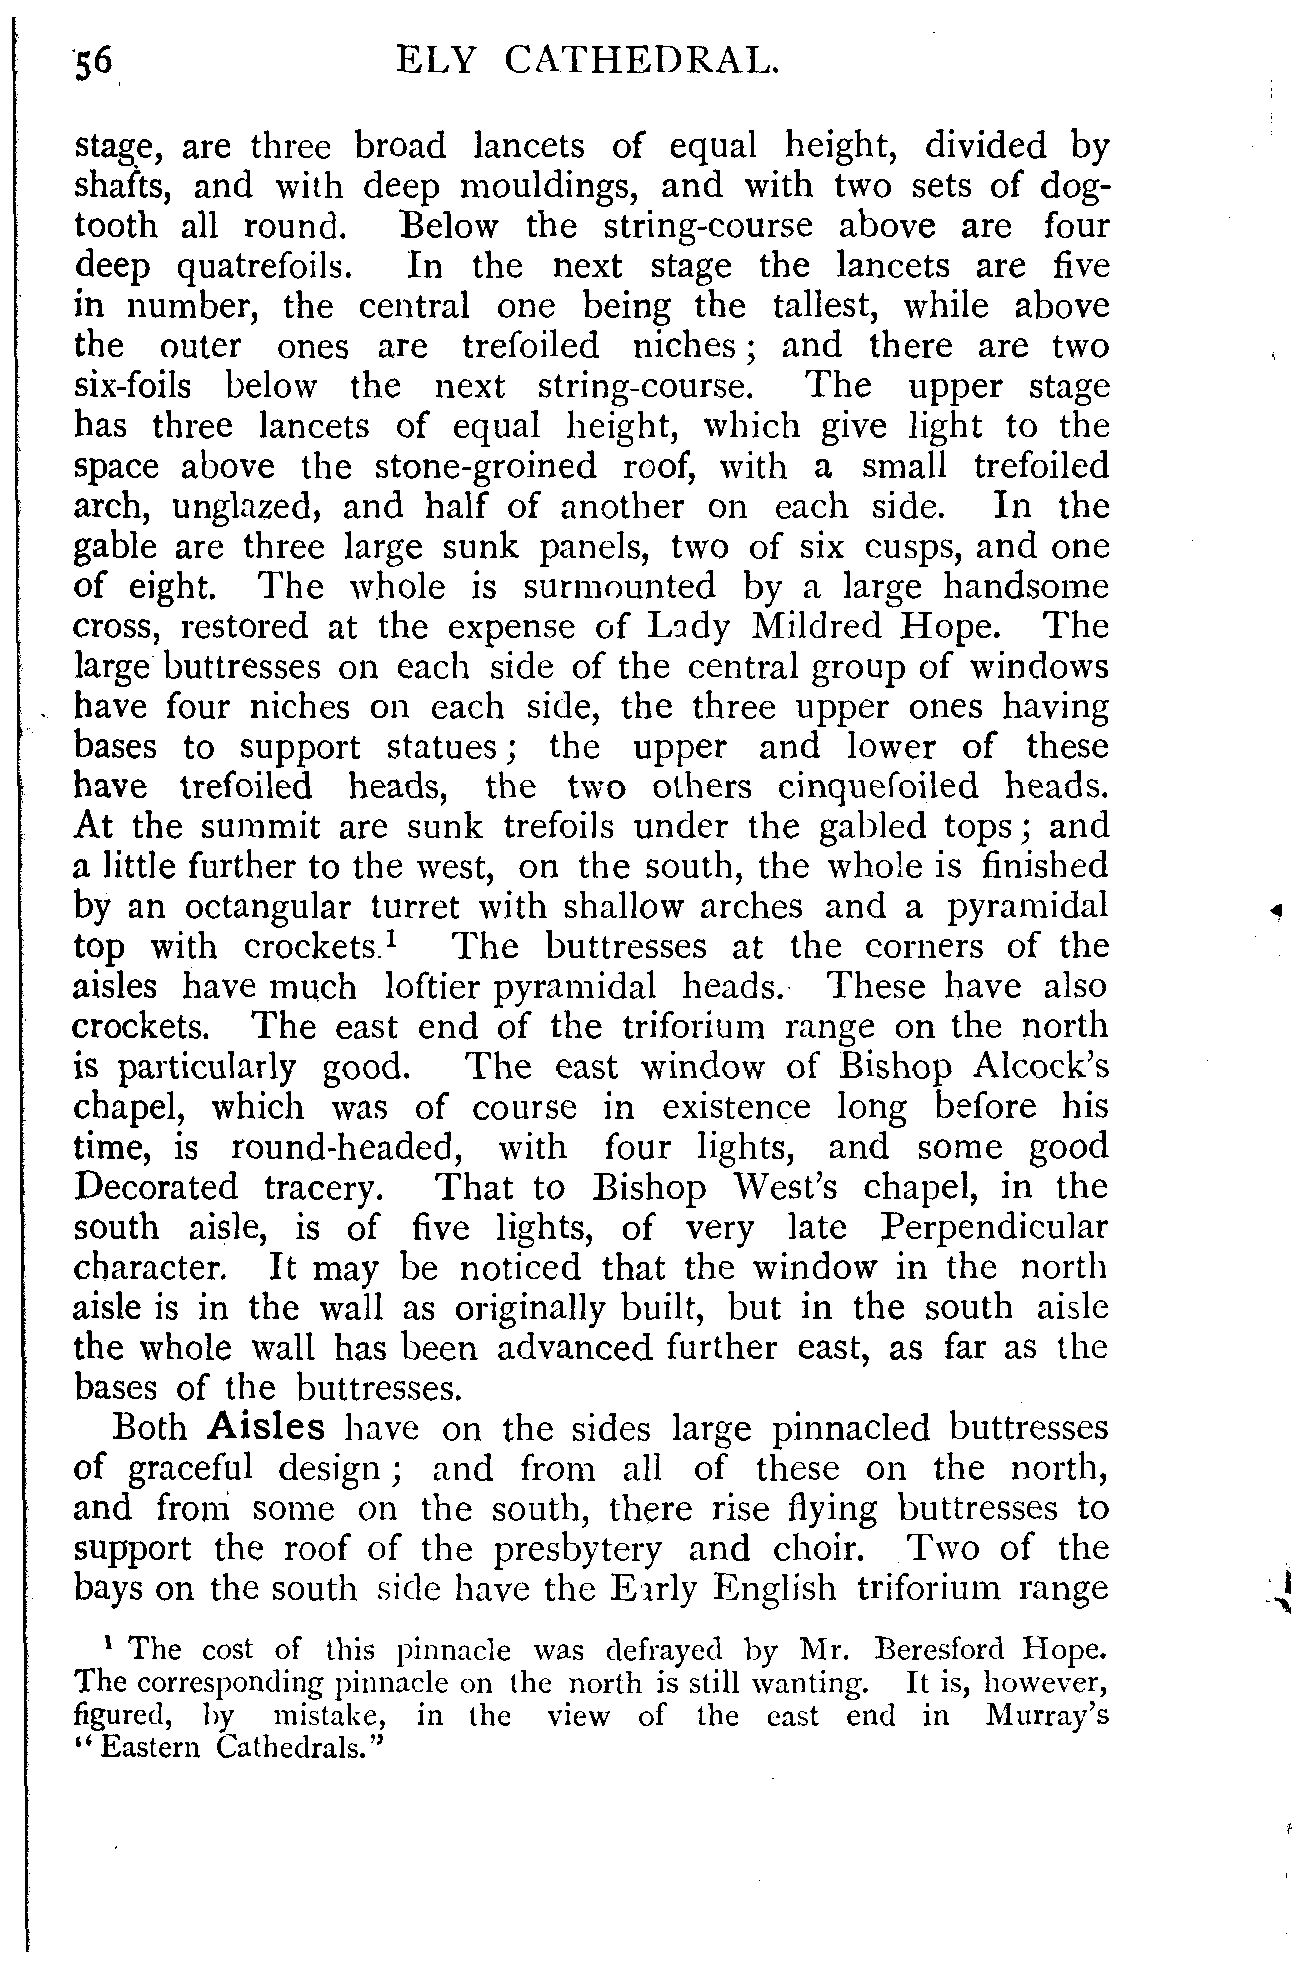 56 ELY CATHEDRAL.
stage, are three broad lancets of equal height, divided by
shafts, and with deep mouldings, and with two sets of dog-
tooth all round. Below the string-course above are four
deep quatrefoils. In the next stage the lancets are five
in number, the central one being the tallest, while above
the outer ones are trefoiled niches; and there are two
six-foils below the next string-course. The upper stage
has three lancets of equal height, which give light to the
space above the stone-groined roof, with a small trefoiled
arch, unglazed, and half of another on each side. In the
gable are three large sunk panels, two of six cusps, and one
of eight. The whole is surmounted by a large handsome
cross, restored at the expense of Lady Mildred Hope. The
large buttresses on each side of the central group of windows
have four niches on each side, the three upper ones having
bases to support statues; the upper and lower of these
have trefoiled heads, the two others cinquefoiled heads.
At the summit are sunk trefoils under the gabled tops; and
a little further to the west, on the south, the whole is finished
by an octangular turret with shallow arches and a pyramidal
top with crockets.¹ The buttresses at the corners of the
aisles have much loftier pyramidal heads. These have also
crockets. The east end of the triforium range on the north
is particularly good. The east window of Bishop Alcock's
chapel, which was of course in existence long before his
time, is round-headed, with four lights, and some good
Decorated tracery. That to Bishop West's chapel, in the
south aisle, is of five lights, of very late Perpendicular
character. It may be noticed that the window in the north
aisle is in the wall as originally built, but in the south aisle
the whole wall has been advanced further east, as far as the
bases of the buttresses.
Both Aisles have on the sides large pinnacled buttresses
of graceful design; and from all of these on the north,
and from some on the south, there rise flying buttresses to
support the roof of the presbytery and choir. Two of the
bays on the south side have the Early English triforium range
¹ The cost of this pinnacle was defrayed by Mr. Beresford Hope.
The corresponding pinnacle on the north is still wanting. It is, however,
figured, by mistake, in the view of the east end in Murray's
"Eastern Cathedrals."